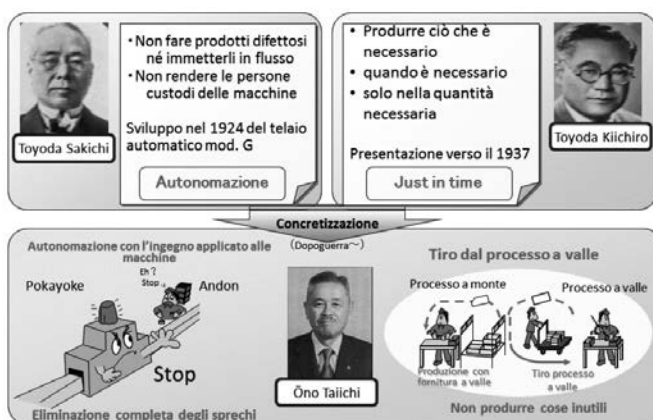 ・Non fare prodotti difettosi
né immetterli in flusso
・Non rendere le persone
custodi delle macchine
Sviluppo nel 1924 del telaio
automatico mod. G
Toyoda Sakichi
Autonomazione
• Produrre ciò che è
necessario
• quando è necessario
• solo nella quantità
necessaria
Presentazione verso il 1937
Toyoda Kiichiro
Just in time
Concretizzazione
(Dopoguerra～)
Autonomazione con l'ingegno applicato alle
macchine
Eh?
Stop
Pokayoke
Andon
Stop
Eliminazione completa degli sprechi
Ōno Taiichi
Tiro dal processo a valle
Processo a monte
Processo a valle
Produzione con
fornitura a valle
Tiro processo
a valle
Non produrre cose inutili